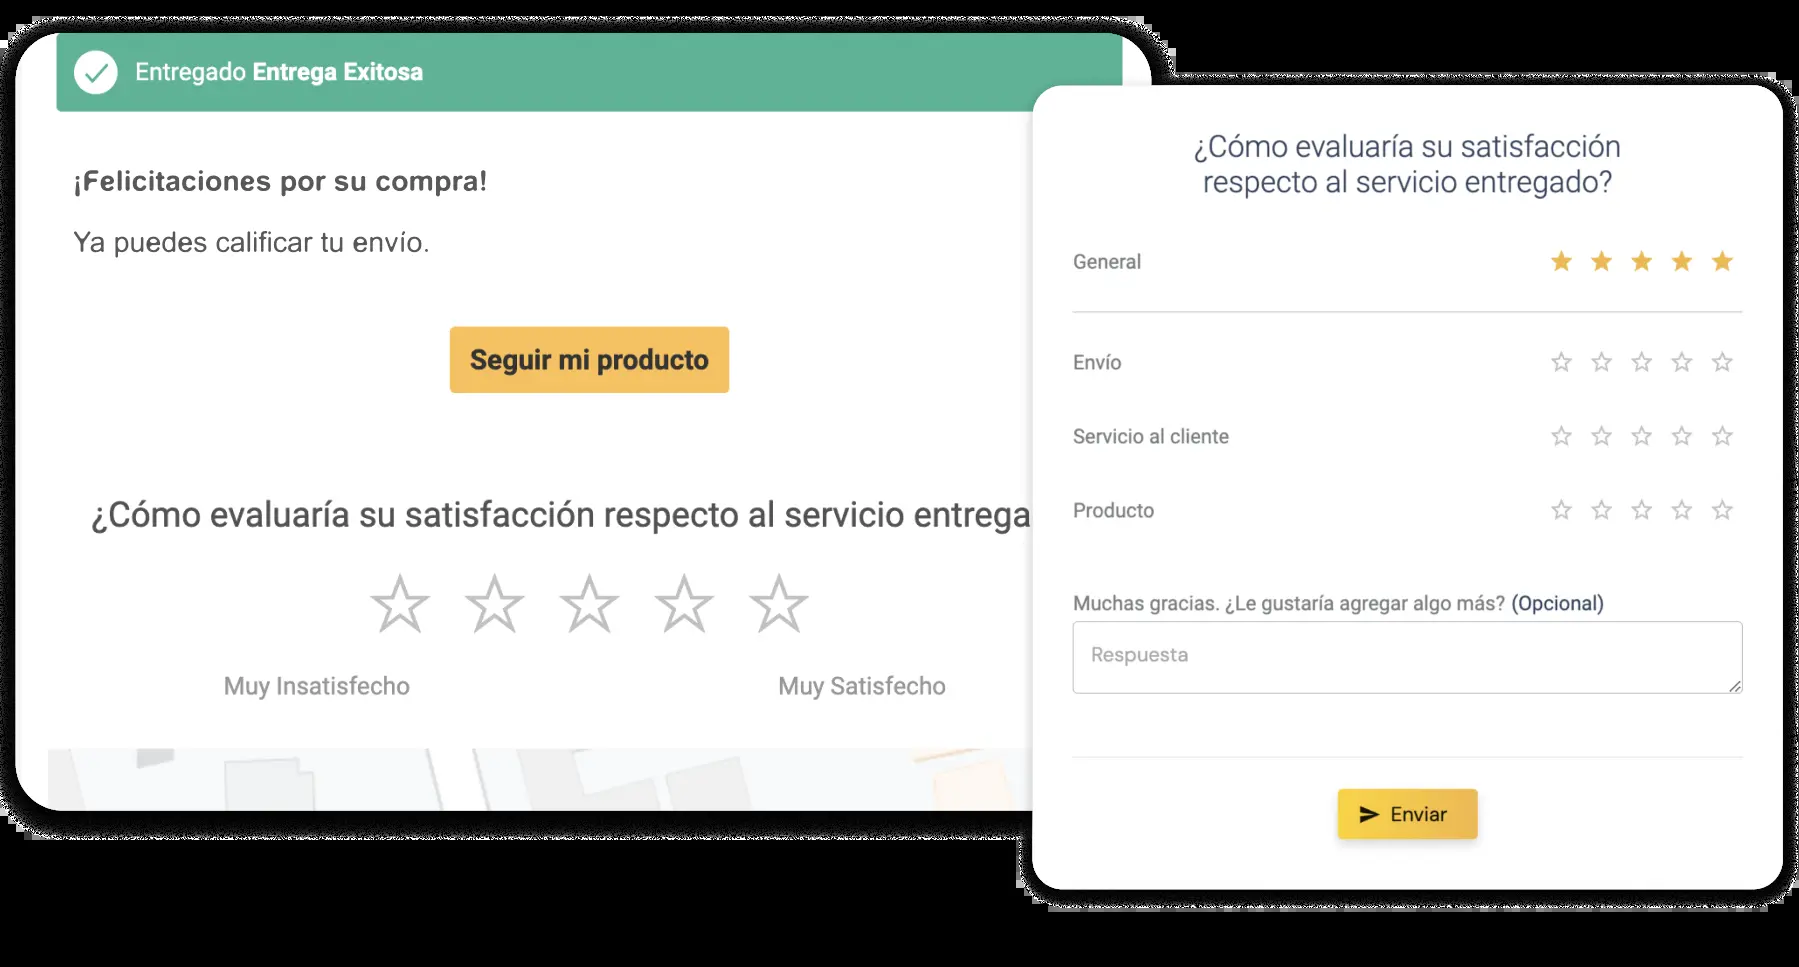 Entregado Entrega Exitosa
¡Felicitaciones por su compra!
Ya puedes calificar tu envío.
Seguir mi producto
¿Cómo evaluaría su satisfacción respecto al servicio entrega
Muy Insatisfecho
Muy Satisfecho
¿Cómo evaluaría su satisfacción
respecto al servicio entregado?
General
Envío
Servicio al cliente
Producto
Muchas gracias. ¿Le gustaría agregar algo más? (Opcional)
Respuesta
Enviar